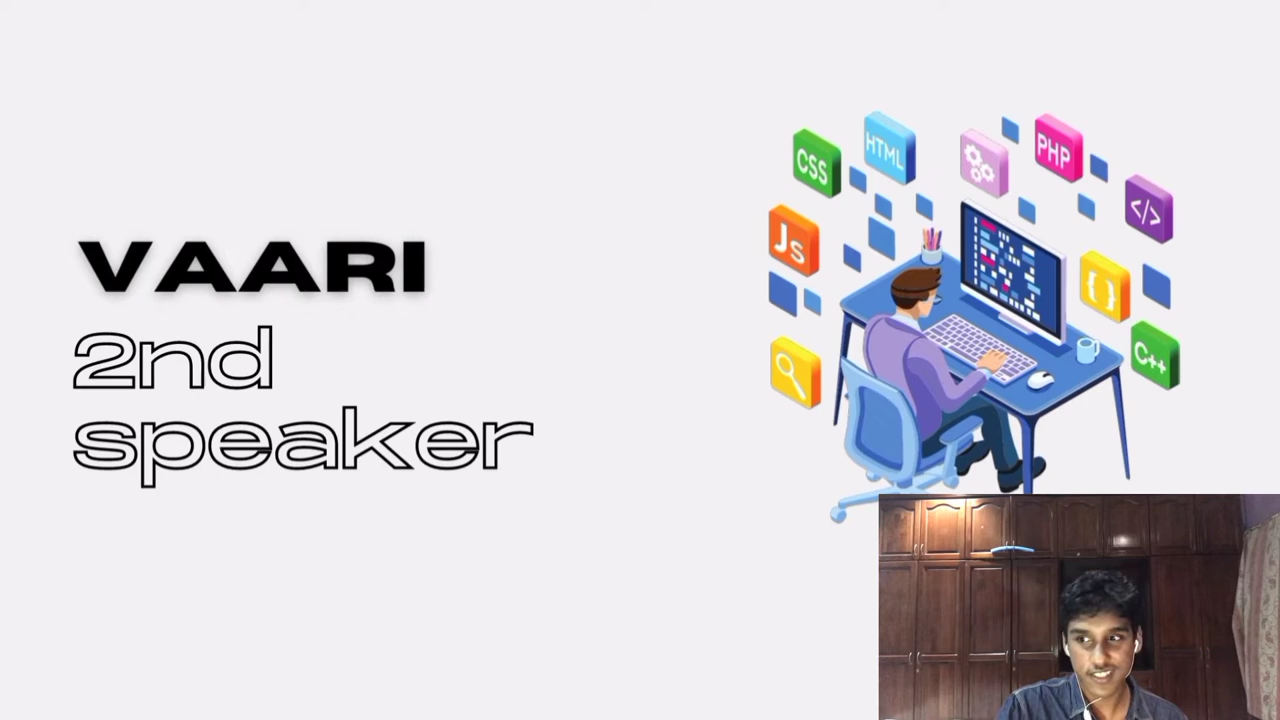 VAARI
2nd
speaker
CSS
HTML
PHP
</>
Js
{}
C++